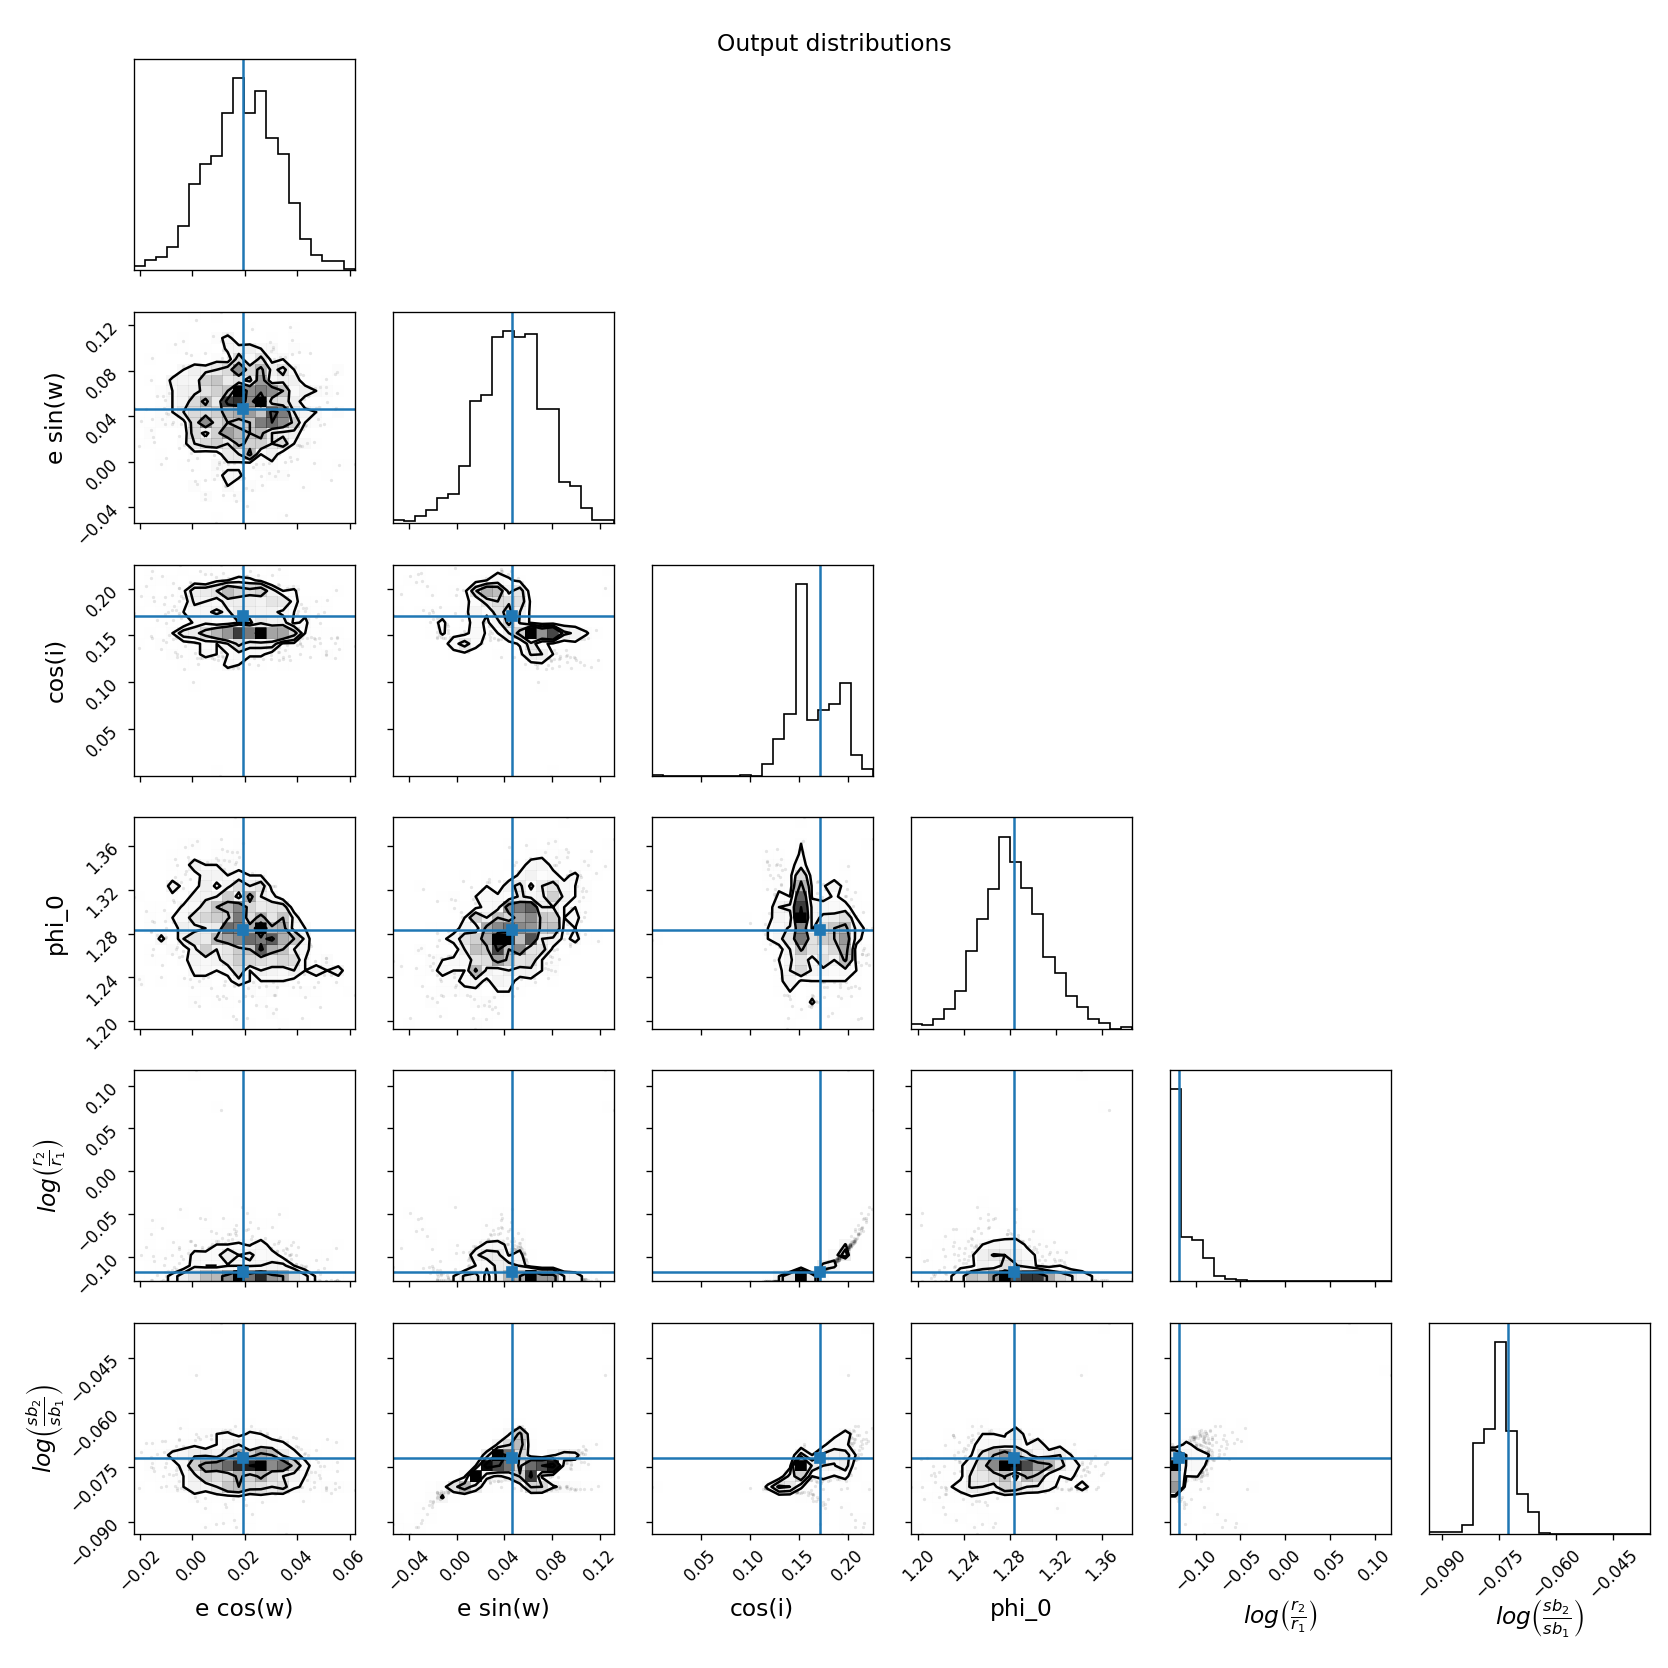 Output distributions
0.12
0.08
0.04
0.00
−0.04
e sin(w)
0.20
0.15
0.10
0.05
cos(i)
1.36
1.32
1.28
1.24
1.20
phi_0
0.10
0.05
0.00
−0.05
−0.10
log(r₂/r₁)
−0.045
−0.060
−0.075
−0.090
log(sb₂/sb₁)
−0.02 0.00 0.02 0.04 0.06 −0.04 0.00 0.04 0.08 0.12 0.05 0.10 0.15 0.20 1.20 1.24 1.28 1.32 1.36 −0.10 −0.05 0.00 0.05 0.10 −0.090 −0.075 −0.060 −0.045
e cos(w) e sin(w) cos(i) phi_0 log(r₂/r₁) log(sb₂/sb₁)